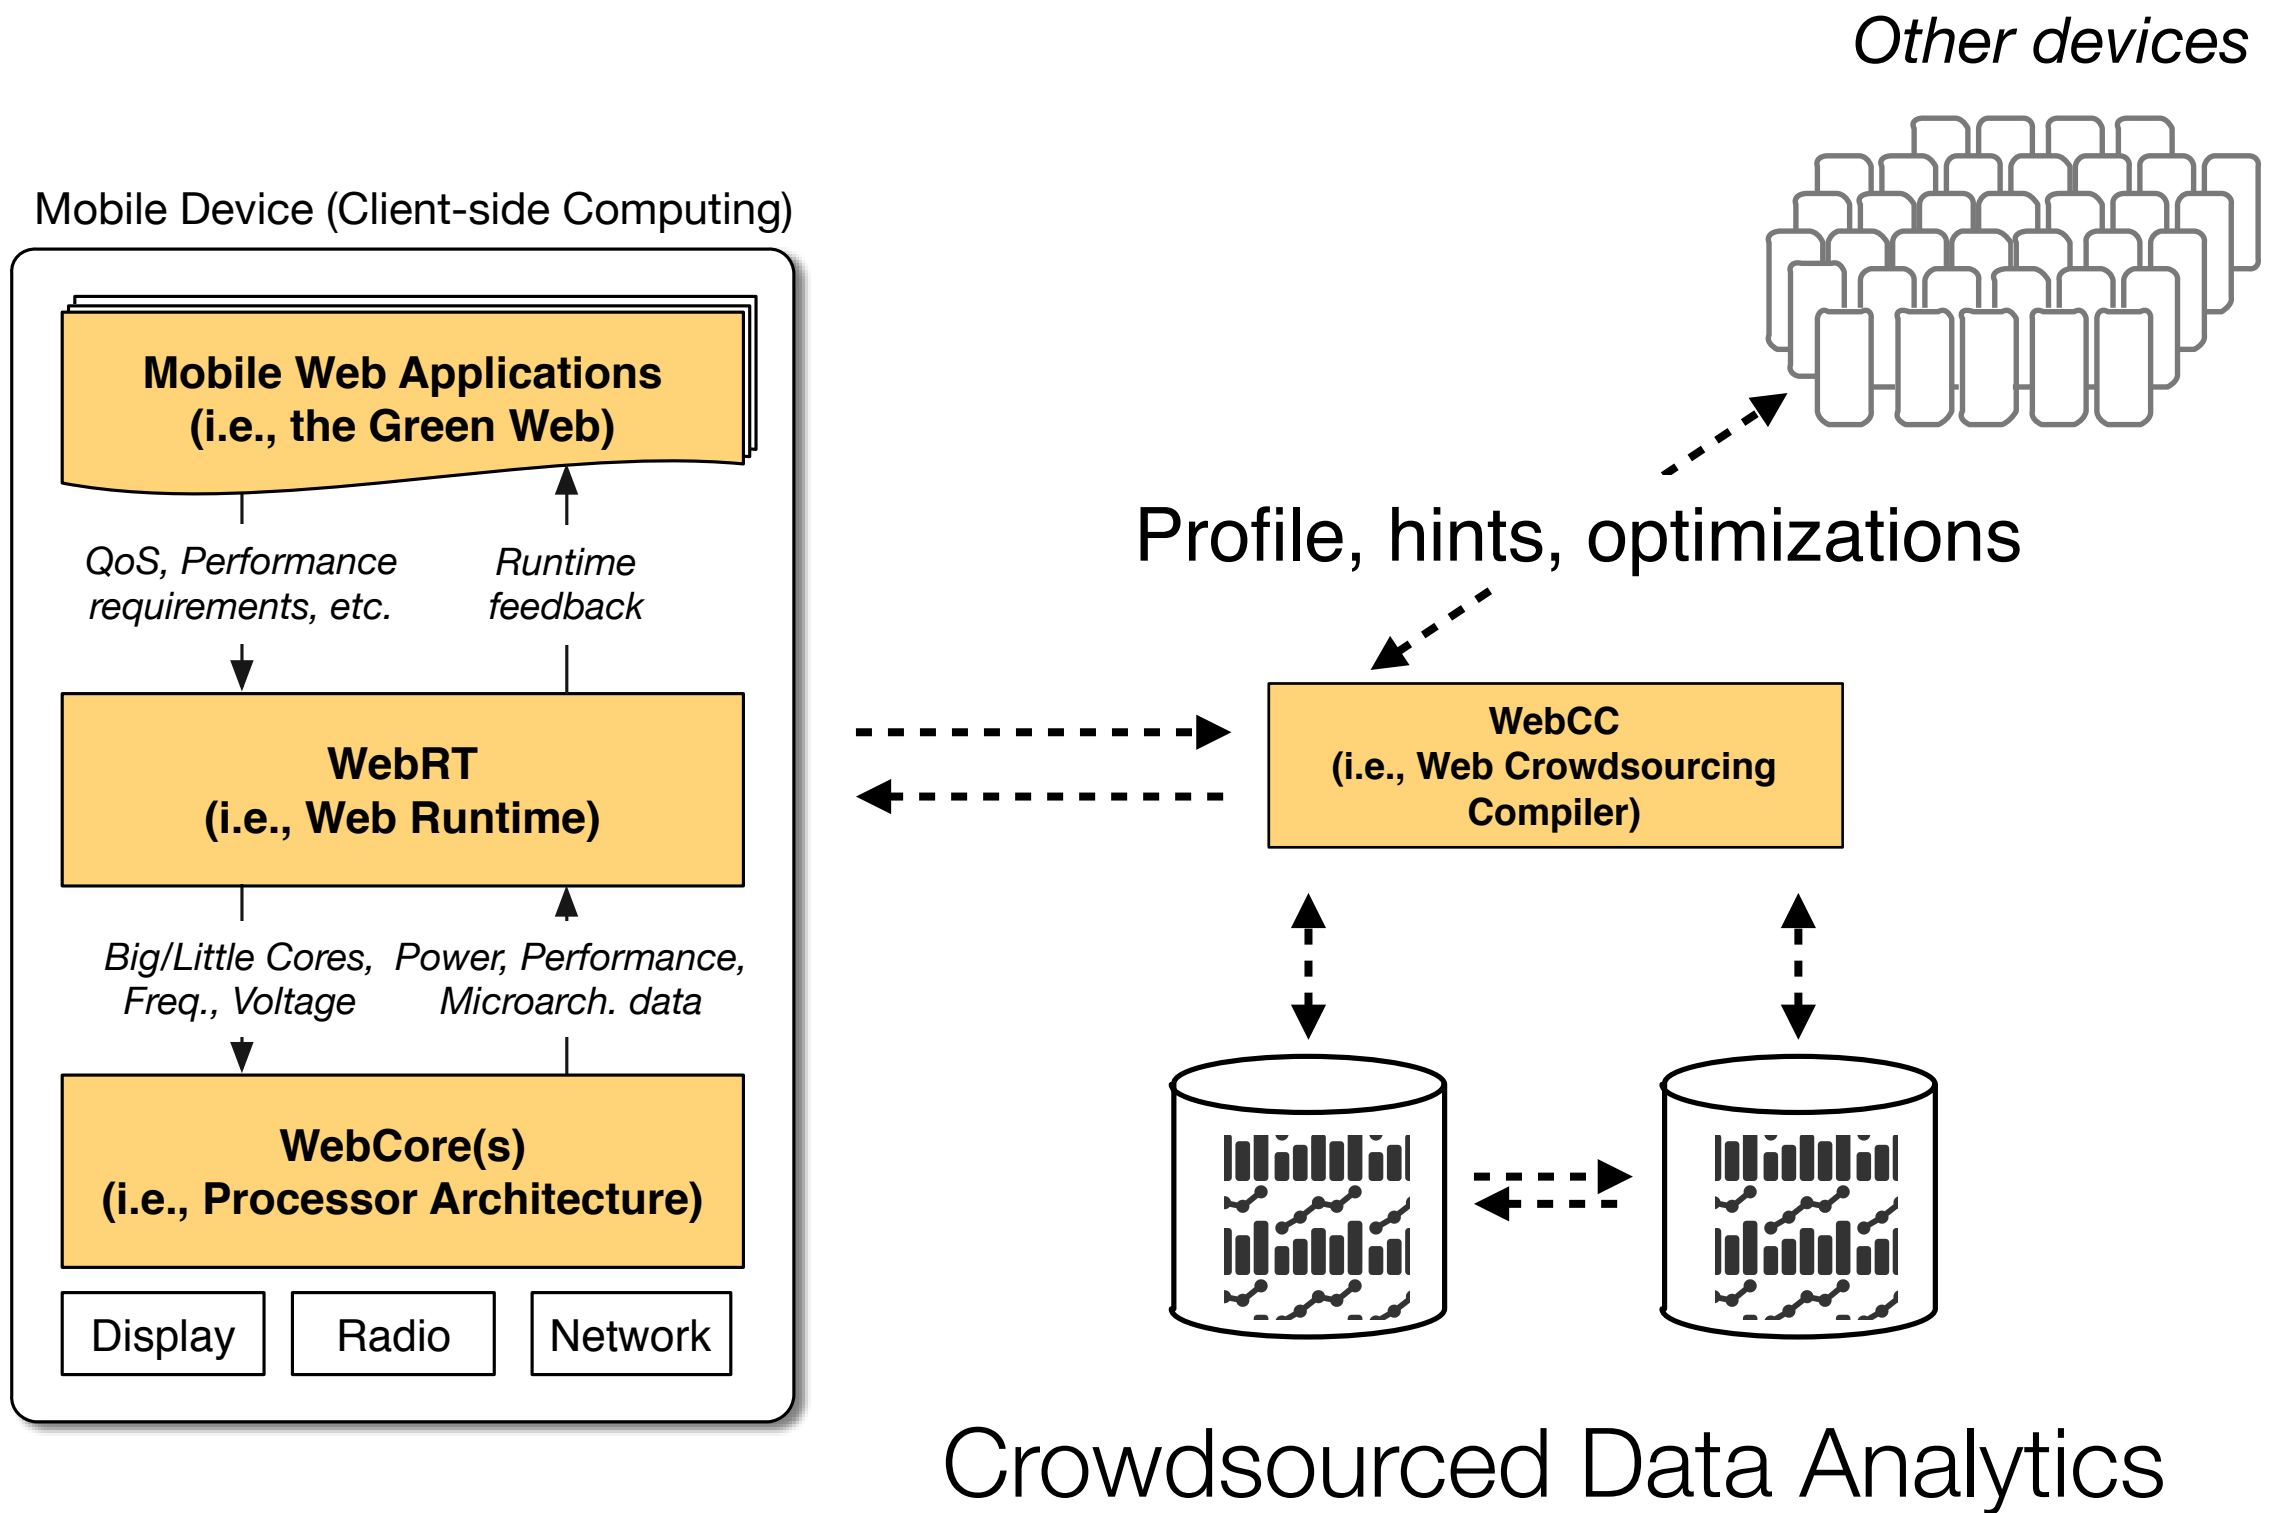 Other devices
Mobile Device (Client-side Computing)
Mobile Web Applications
(i.e., the Green Web)
QoS, Performance
requirements, etc.
Runtime
feedback
WebRT
(i.e., Web Runtime)
Big/Little Cores,
Freq., Voltage
Power, Performance,
Microarch. data
WebCore(s)
(i.e., Processor Architecture)
Display
Radio
Network
Profile, hints, optimizations
WebCC
(i.e., Web Crowdsourcing
Compiler)
Crowdsourced Data Analytics